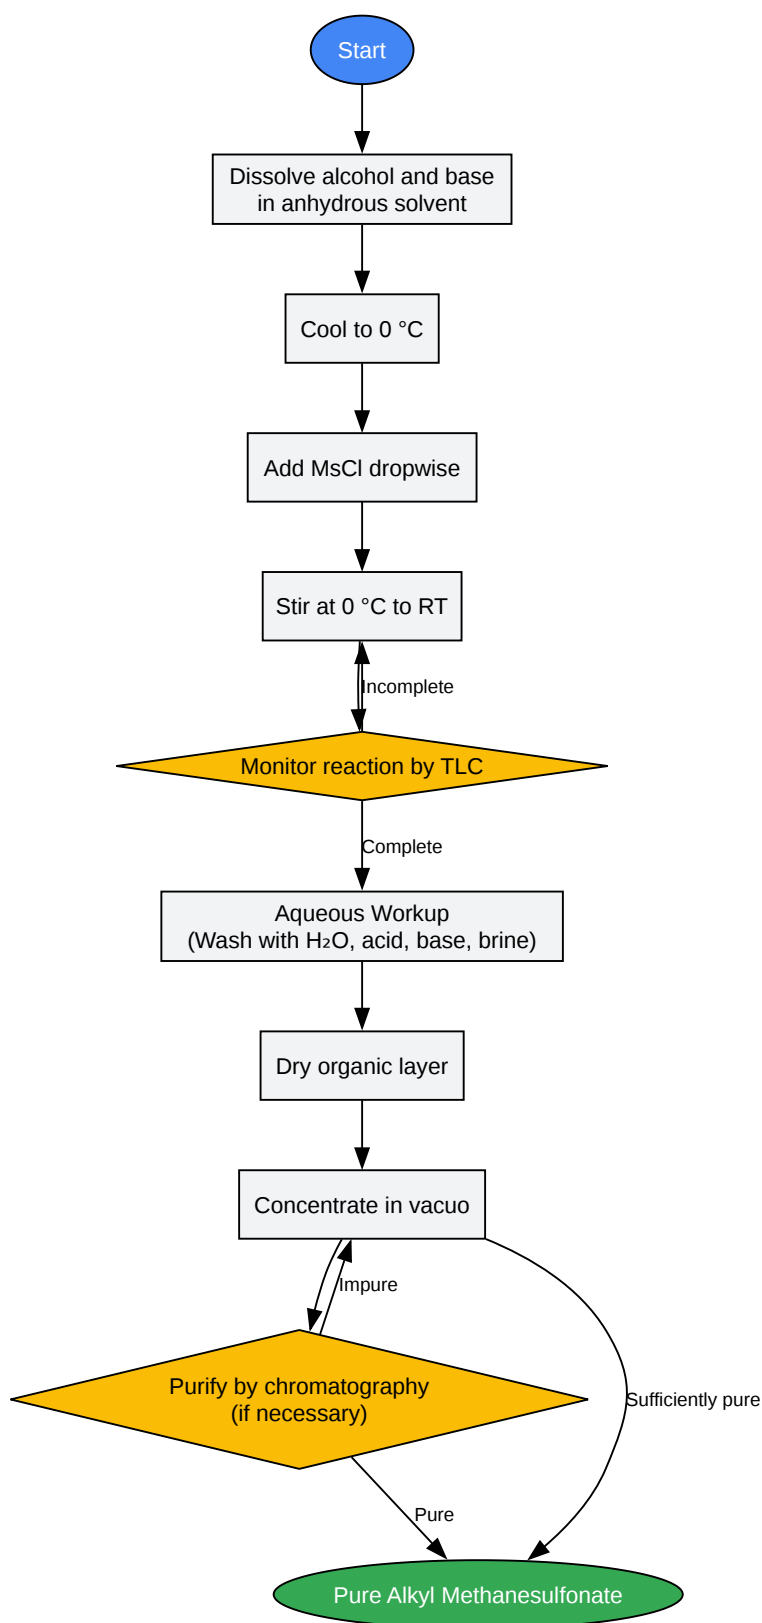 Start
Dissolve alcohol and base
in anhydrous solvent
Cool to 0 °C
Add MsCl dropwise
Stir at 0 °C to RT
Incomplete
Monitor reaction by TLC
Complete
Aqueous Workup
(Wash with H₂O, acid, base, brine)
Dry organic layer
Concentrate in vacuo
Impure
Purify by chromatography
(if necessary)
Sufficiently pure
Pure
Pure Alkyl Methanesulfonate